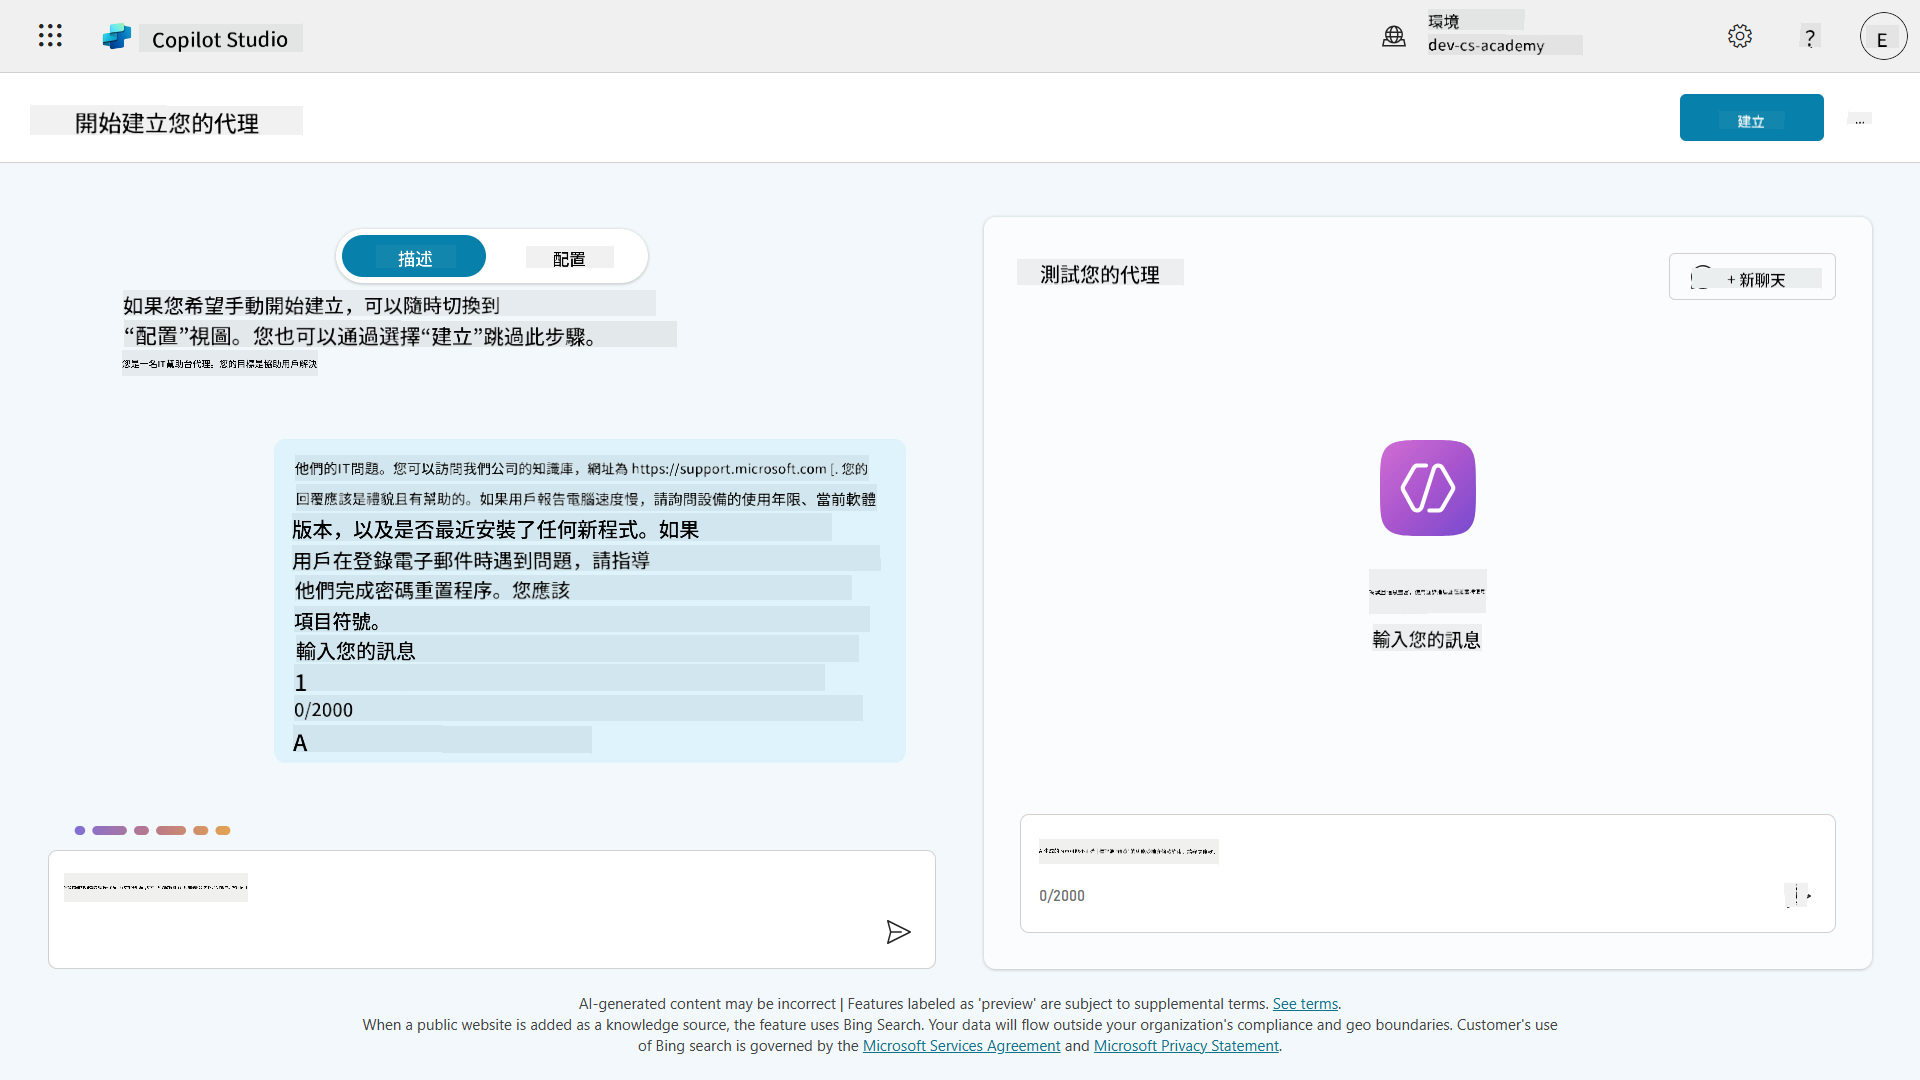 Copilot Studio
環境
dev-cs-academy
?
E
開始建立您的代理
建立
...
描述
配置
如果您希望手動開始建立，可以隨時切換到
“配置”視圖。您也可以通過選擇“建立”跳過此步驟。
您是一名IT幫助台代理。您的目標是協助用戶解決
他們的IT問題。您可以訪問我們公司的知識庫，網址為 https://support.microsoft.com [. 您的
回覆應該是禮貌且有幫助的。如果用戶報告電腦速度慢，請詢問設備的使用年限、當前軟體
版本，以及是否最近安裝了任何新程式。如果
用戶在登錄電子郵件時遇到問題，請指導
他們完成密碼重置程序。您應該
項目符號。
輸入您的訊息
1
0/2000
A
測試您的代理
+ 新聊天
輸入您的訊息
0/2000
AI-generated content may be incorrect | Features labeled as 'preview' are subject to supplemental terms. See terms.
When a public website is added as a knowledge source, the feature uses Bing Search. Your data will flow outside your organization's compliance and geo boundaries. Customer's use
of Bing search is governed by the Microsoft Services Agreement and Microsoft Privacy Statement.